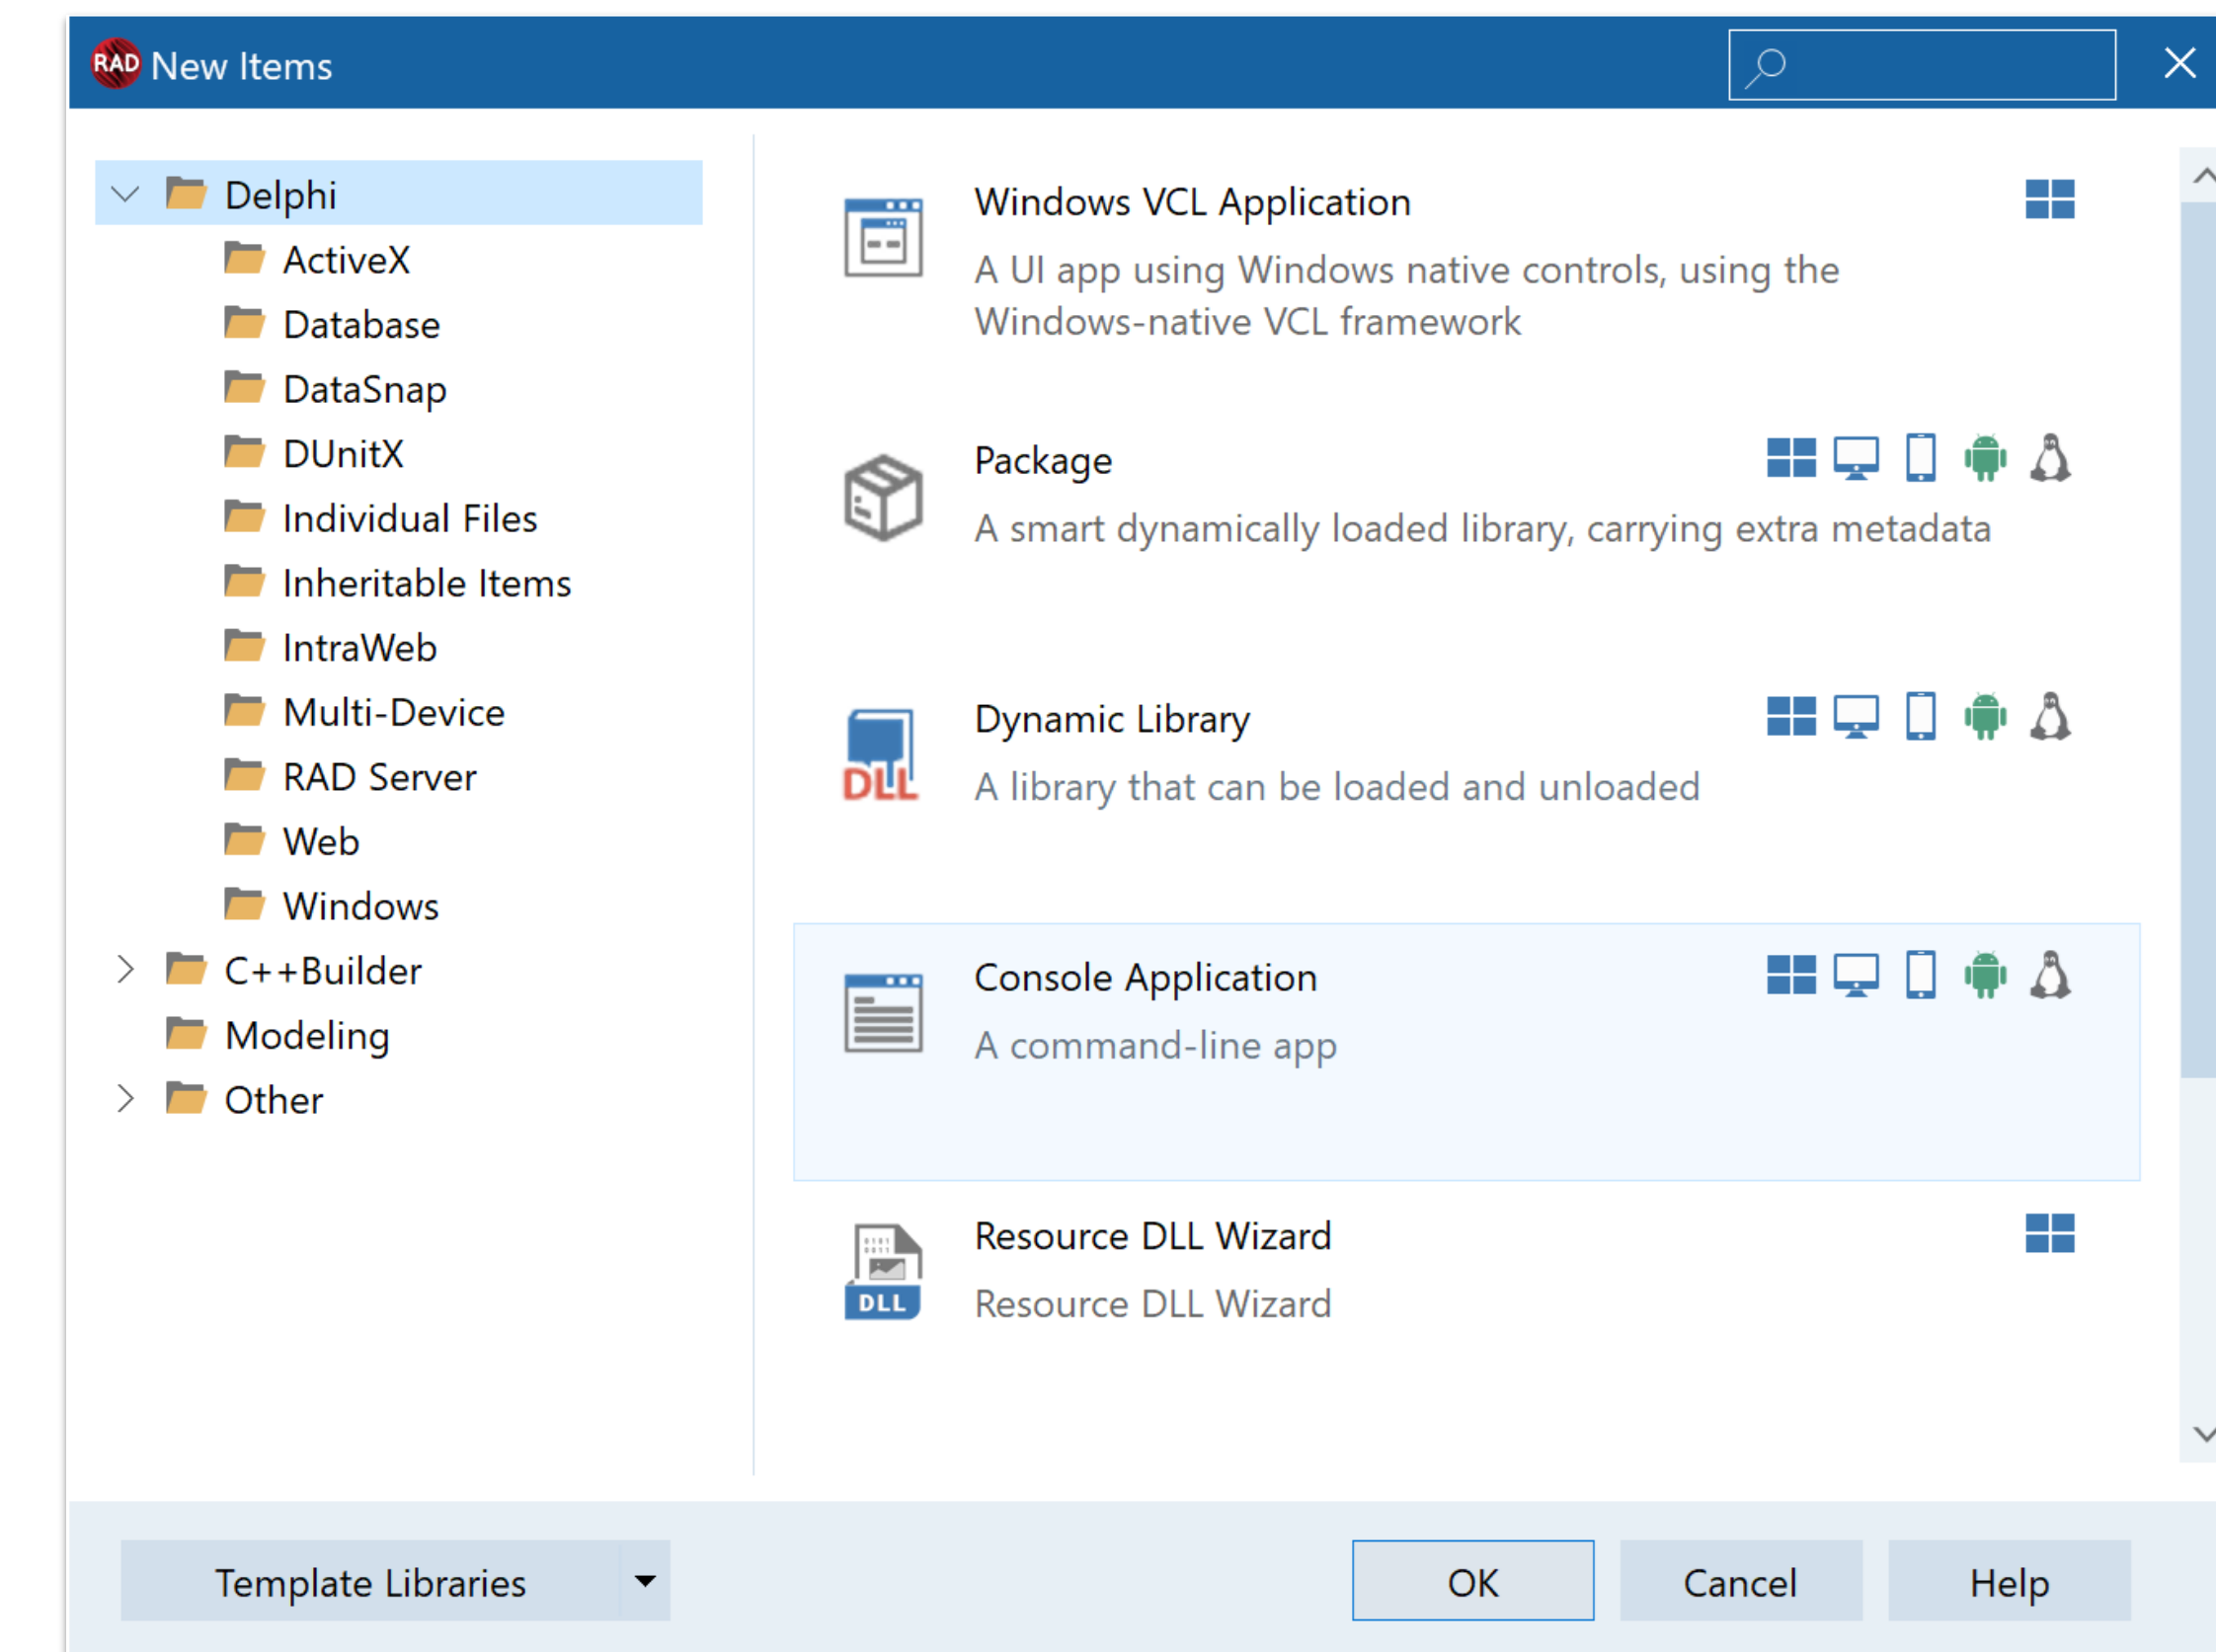 RAD New Items
Delphi
ActiveX
Database
DataSnap
DUnitX
Individual Files
Inheritable Items
IntraWeb
Multi-Device
RAD Server
Web
Windows
C++Builder
Modeling
Other
Windows VCL Application
A UI app using Windows native controls, using the
Windows-native VCL framework
Package
A smart dynamically loaded library, carrying extra metadata
DLL
Dynamic Library
A library that can be loaded and unloaded
Console Application
A command-line app
0101
0011
DLL
Resource DLL Wizard
Resource DLL Wizard
Template Libraries
OK
Cancel
Help